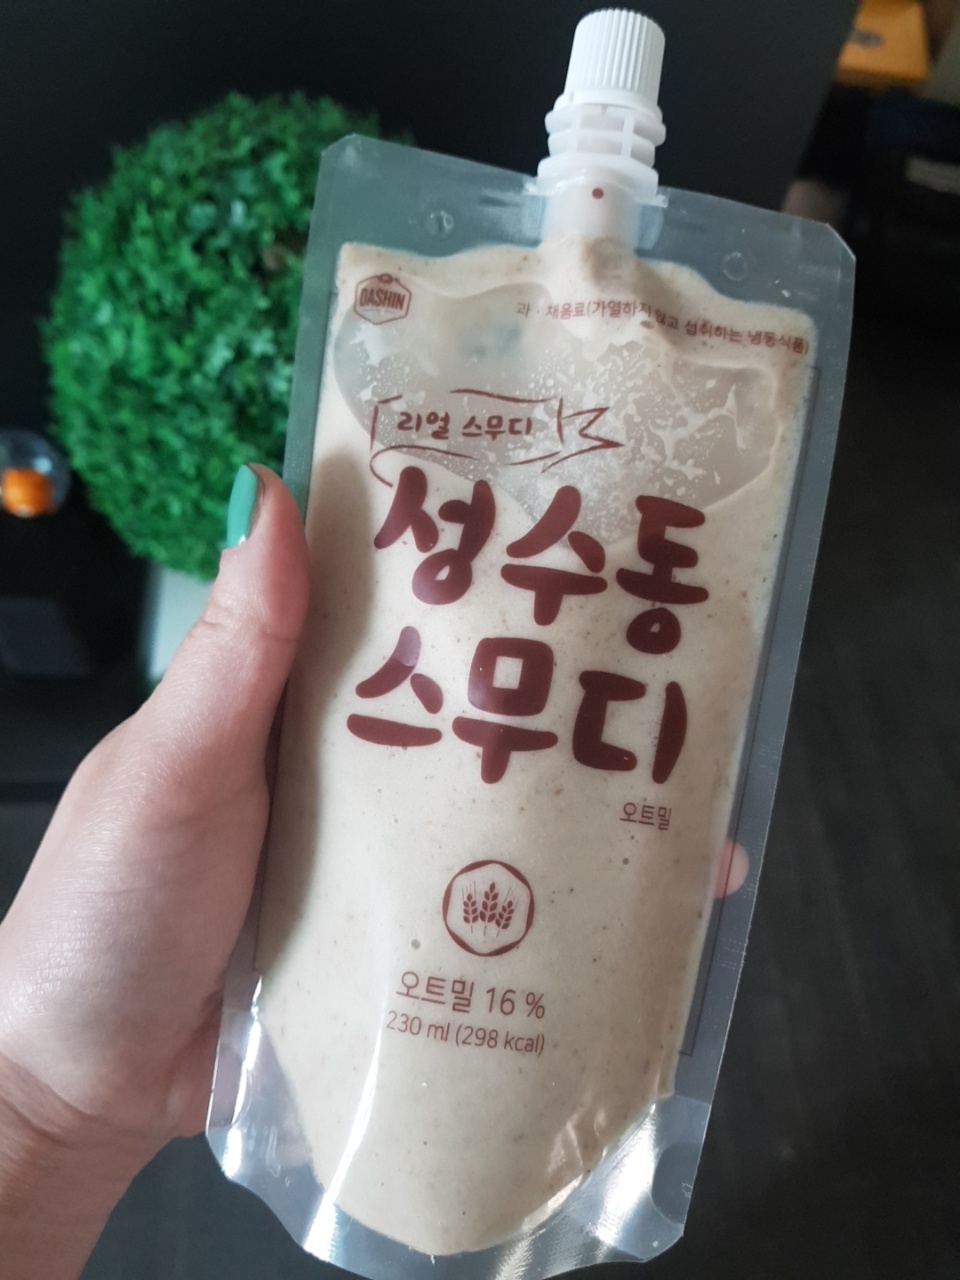 DASHIN
과·채음료(가열하지 않고 섭취하는 냉동식품)
리얼 스무디
성수동
스무디
오트밀
오트밀 16 %
230 ml (298 kcal)